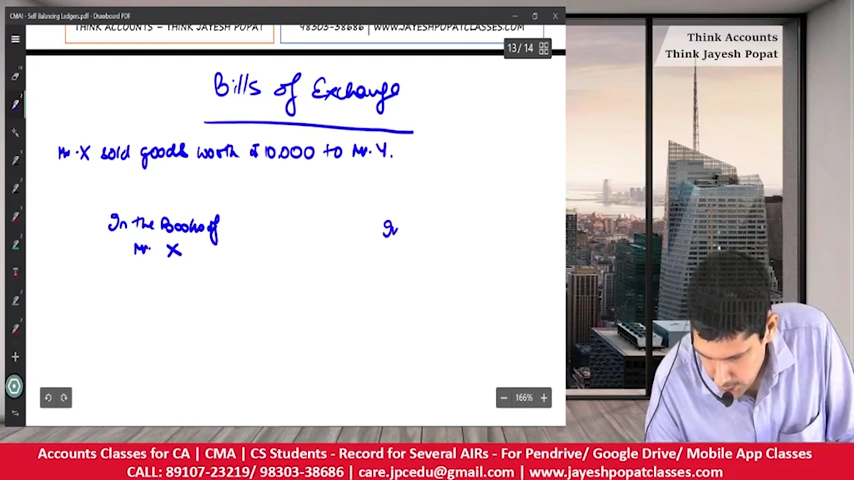 CMAI - Self Balancing Ledgers.pdf - Drawboard PDF
THINK ACCOUNTS - THINK JAYESH POPAT
98303-38686 | WWW.JAYESHPOPATCLASSES.COM
13 / 14
Think Accounts
Think Jayesh Popat
Bills of Exchange
Mr. X sold goods worth ₹ 10,000 to Mr. Y.
In the Books of
Mr. X
In
166%
Accounts Classes for CA | CMA | CS Students - Record for Several AIRs - For Pendrive/ Google Drive/ Mobile App Classes
CALL: 89107-23219/ 98303-38686 | care.jpcedu@gmail.com | www.jayeshpopatclasses.com